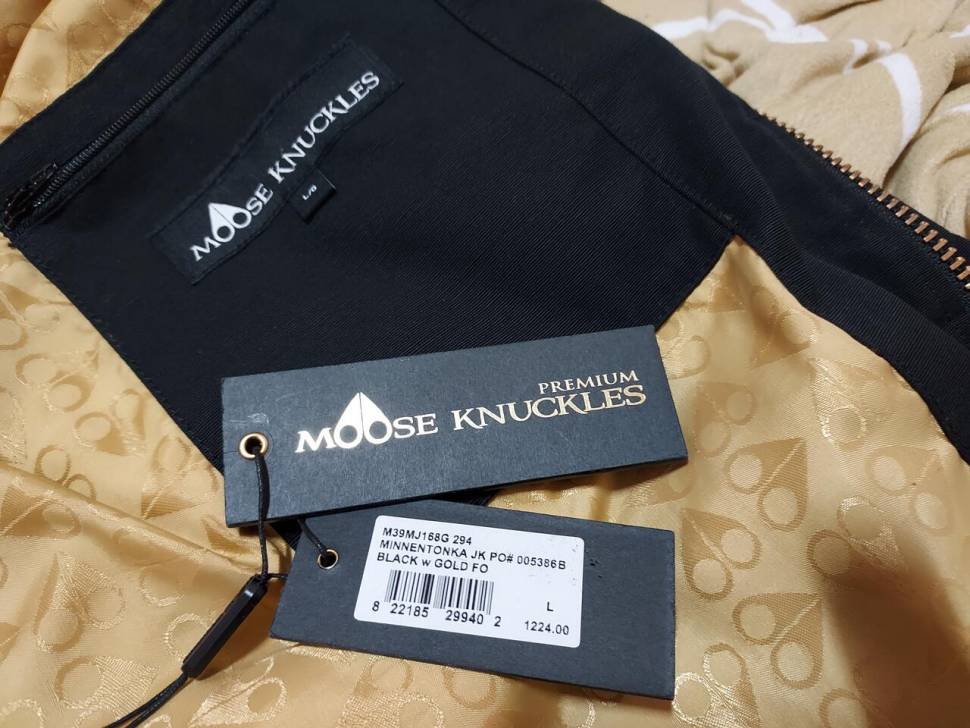 MOOSE KNUCKLES
L/G
PREMIUM
MOOSE KNUCKLES
M39MJ168G 294
MINNENTONKA JK PO# 005386B
BLACK w GOLD FO
L
8 22185 29940 2
1224.00